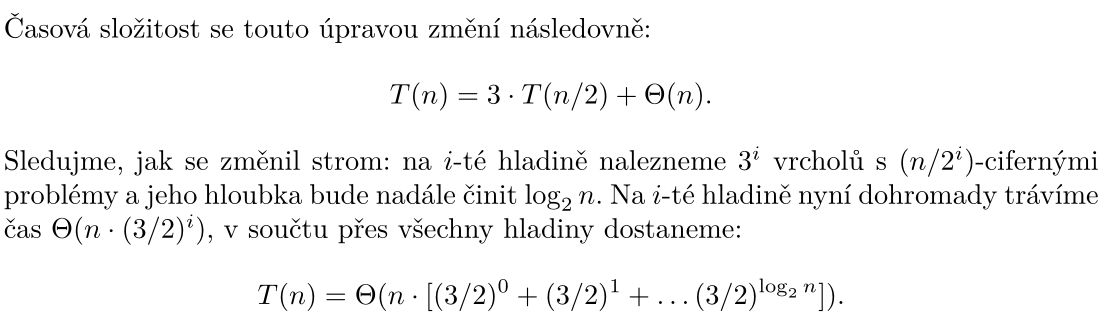 Časová složitost se touto úpravou změní následovně:
T(n) = 3 · T(n/2) + Θ(n).
Sledujme, jak se změnil strom: na i-té hladině nalezneme 3^i vrcholů s (n/2^i)-cifernými
problémy a jeho hloubka bude nadále činit log_2 n. Na i-té hladině nyní dohromady trávíme
čas Θ(n · (3/2)^i), v součtu přes všechny hladiny dostaneme:
T(n) = Θ(n · [(3/2)^0 + (3/2)^1 + … (3/2)^{log_2 n}]).